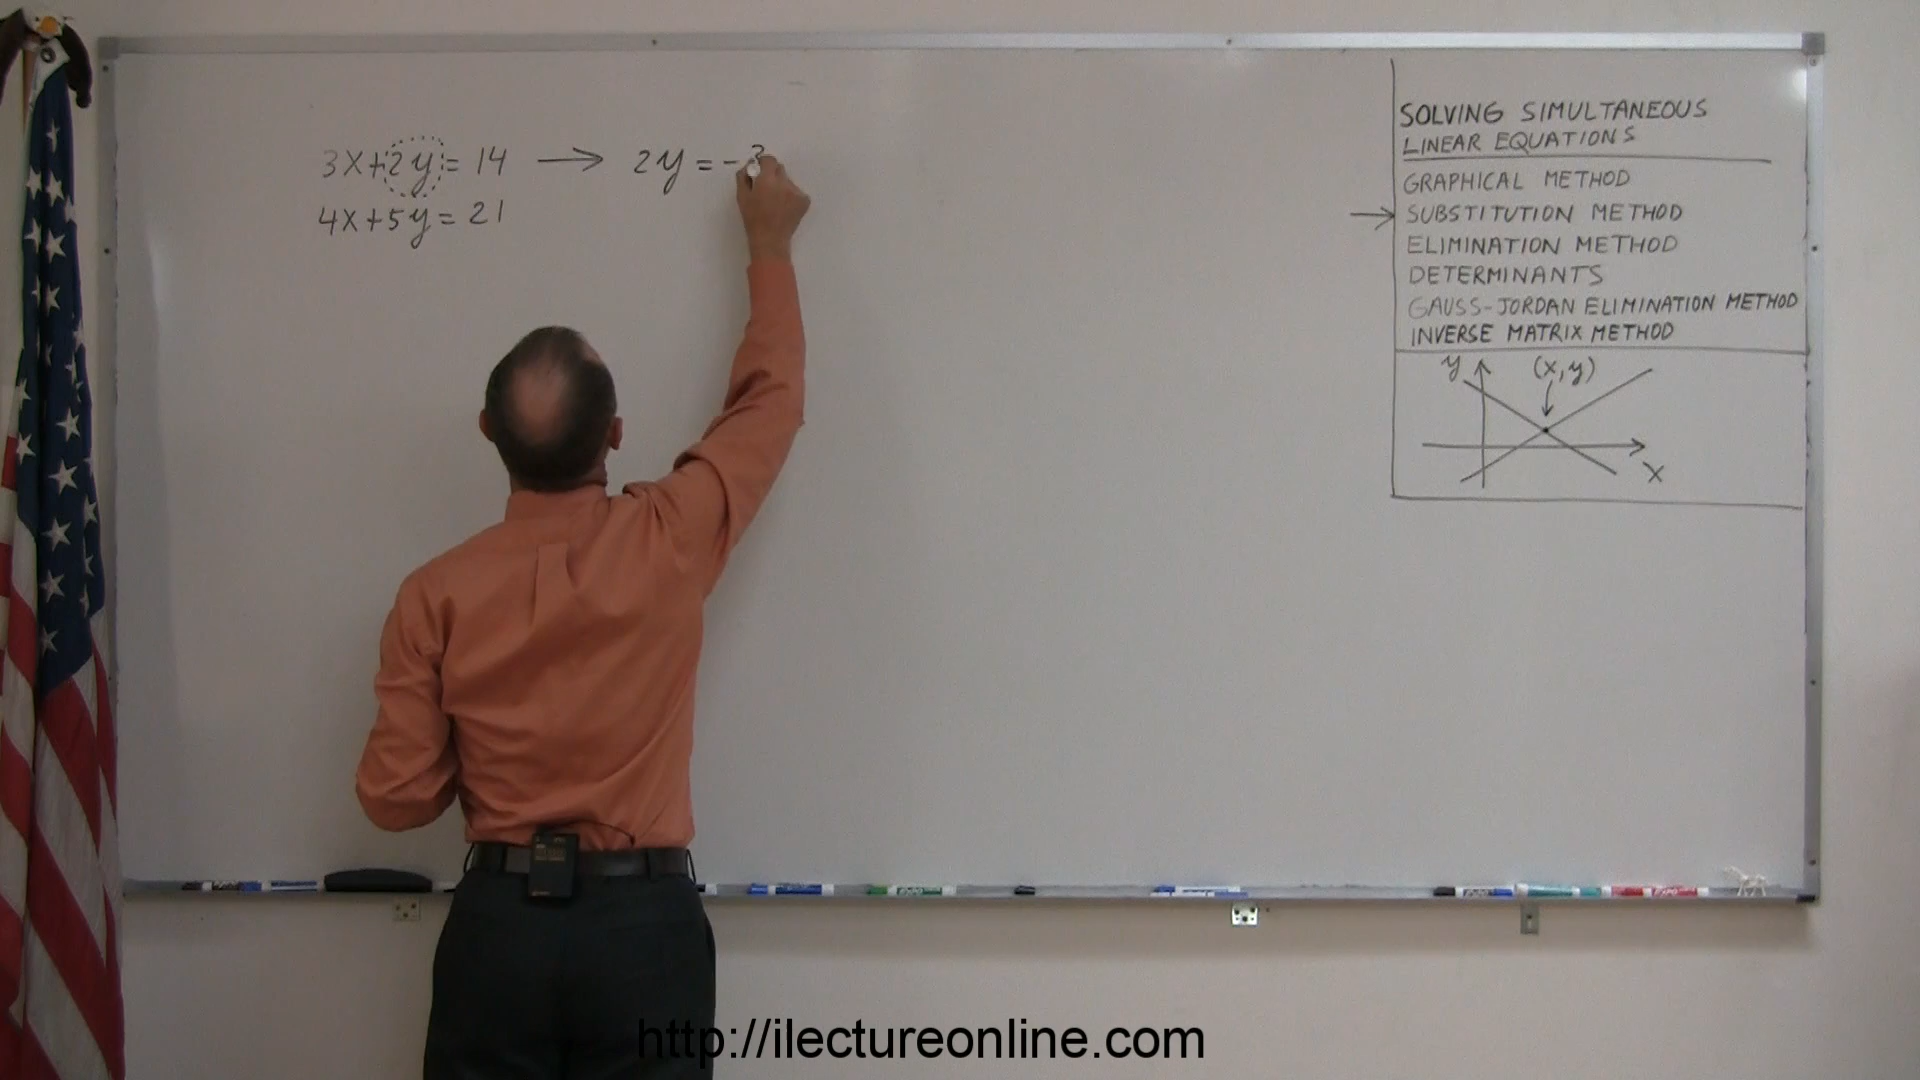 3x+2y=14 → 2y=-3
4x+5y=21
SOLVING SIMULTANEOUS
LINEAR EQUATIONS
GRAPHICAL METHOD
→ SUBSTITUTION METHOD
ELIMINATION METHOD
DETERMINANTS
GAUSS-JORDAN ELIMINATION METHOD
INVERSE MATRIX METHOD
y (x,y)
x
http://ilectureonline.com